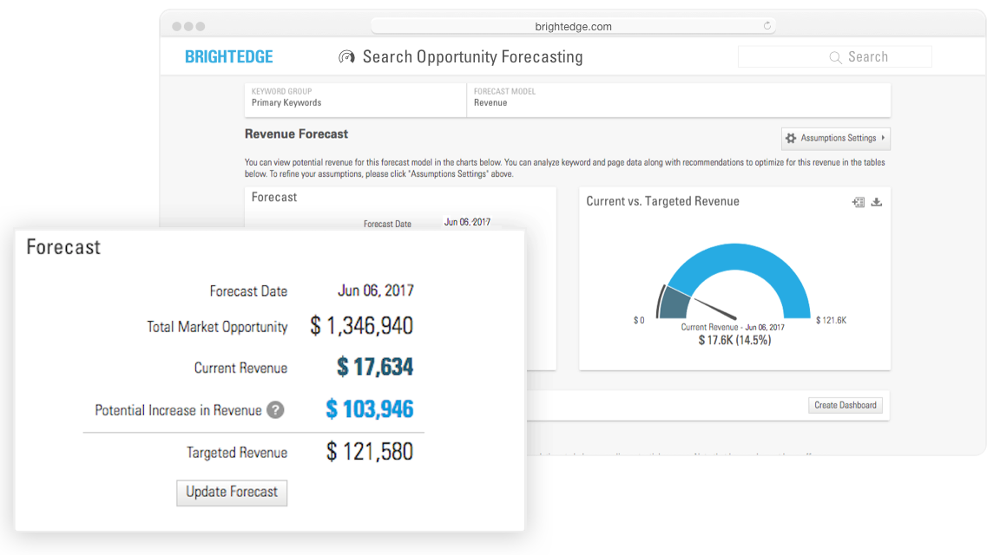 brightedge.com
BRIGHTEDGE
Search Opportunity Forecasting
Search
KEYWORD GROUP
Primary Keywords
FORECAST MODEL
Revenue
Revenue Forecast
Assumptions Settings
You can view potential revenue for this forecast model in the charts below. You can analyze keyword and page data along with recommendations to optimize for this revenue in the tables
below. To refine your assumptions, please click "Assumptions Settings" above.
Forecast
Forecast Date Jun 06, 2017
Current vs. Targeted Revenue
$ 0
$ 121.6K
Current Revenue - Jun 06, 2017
$ 17.6K (14.5%)
Create Dashboard
Forecast
Forecast Date Jun 06, 2017
Total Market Opportunity $ 1,346,940
Current Revenue $ 17,634
Potential Increase in Revenue ? $ 103,946
Targeted Revenue $ 121,580
Update Forecast